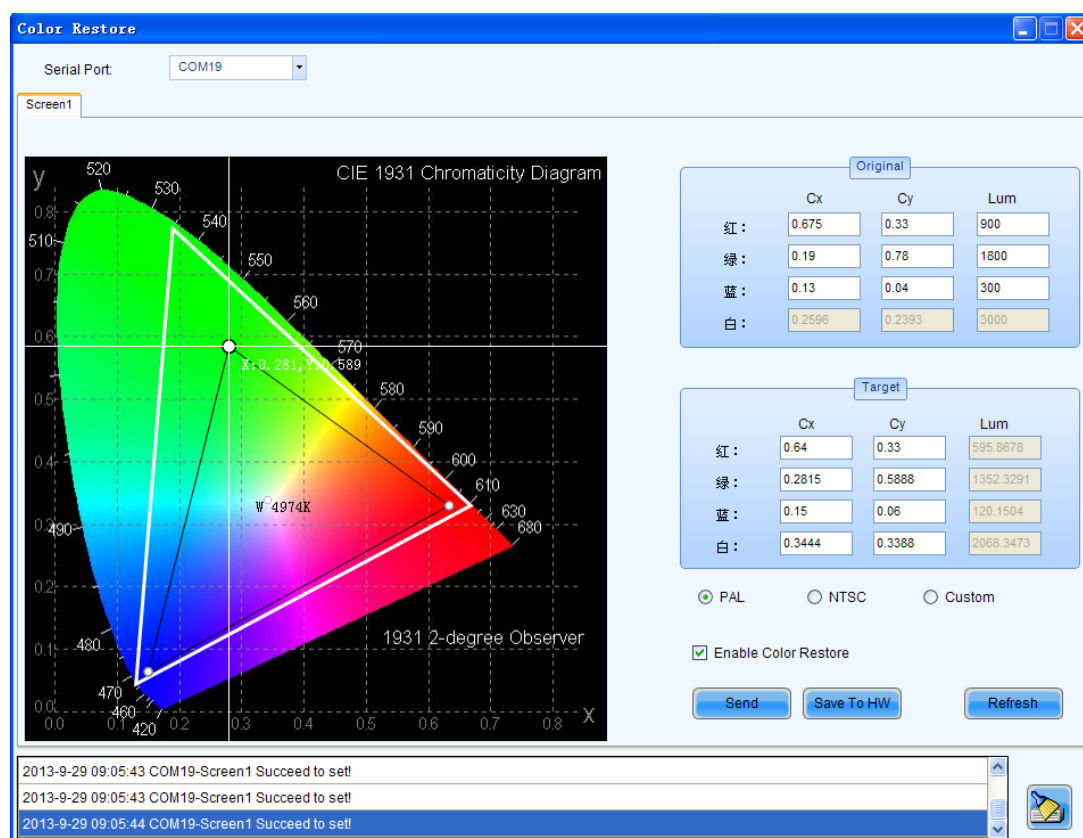 Color Restore
Serial Port: COM19
Screen1
CIE 1931 Chromaticity Diagram
y
520
530
540
510
550
560
570
X:0.281,Y:0.589
580
590
600
W 4974K
610
630
680
490
480
1931 2-degree Observer
470
460
420
0.8
0.7
0.6
0.5
0.4
0.3
0.2
0.1
0.0
0.0 0.1 0.2 0.3 0.4 0.5 0.6 0.7 0.8 X
Original
Cx Cy Lum
红: 0.675 0.33 900
绿: 0.19 0.78 1800
蓝: 0.13 0.04 300
白: 0.2596 0.2393 3000
Target
Cx Cy Lum
红: 0.64 0.33 595.8678
绿: 0.2815 0.5888 1352.3291
蓝: 0.15 0.06 120.1504
白: 0.3444 0.3388 2068.3473
PAL NTSC Custom
Enable Color Restore
Send Save To HW Refresh
2013-9-29 09:05:43 COM19-Screen1 Succeed to set!
2013-9-29 09:05:43 COM19-Screen1 Succeed to set!
2013-9-29 09:05:44 COM19-Screen1 Succeed to set!